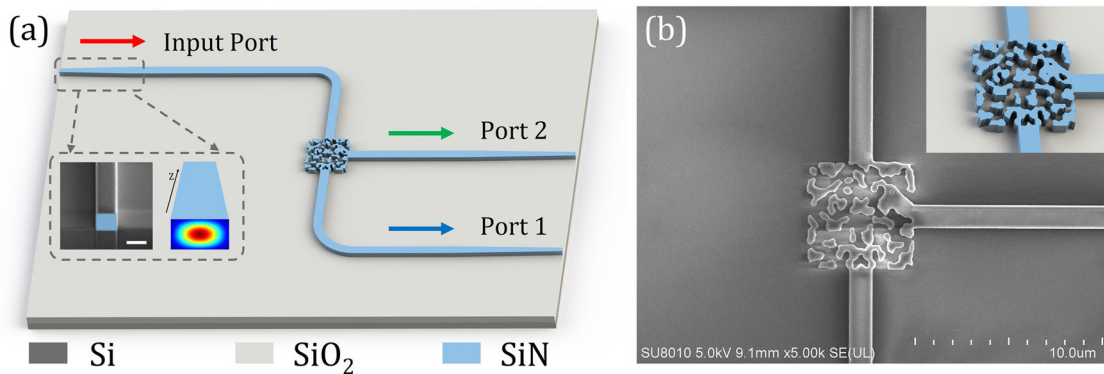 (a)
Input Port
Port 2
Port 1
z
Si
SiO₂
SiN
(b)
SU8010 5.0kV 9.1mm x5.00k SE(UL)
10.0um